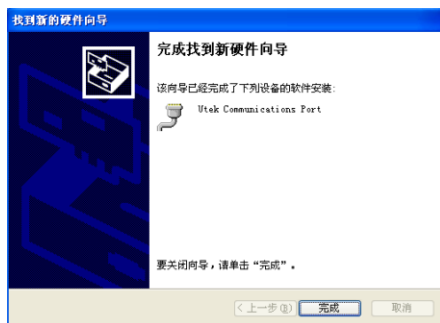 找到新的硬件向导
完成找到新硬件向导
该向导已经完成了下列设备的软件安装:
Utek Communications Port
要关闭向导，请单击“完成”。
<上一步(B)
完成
取消